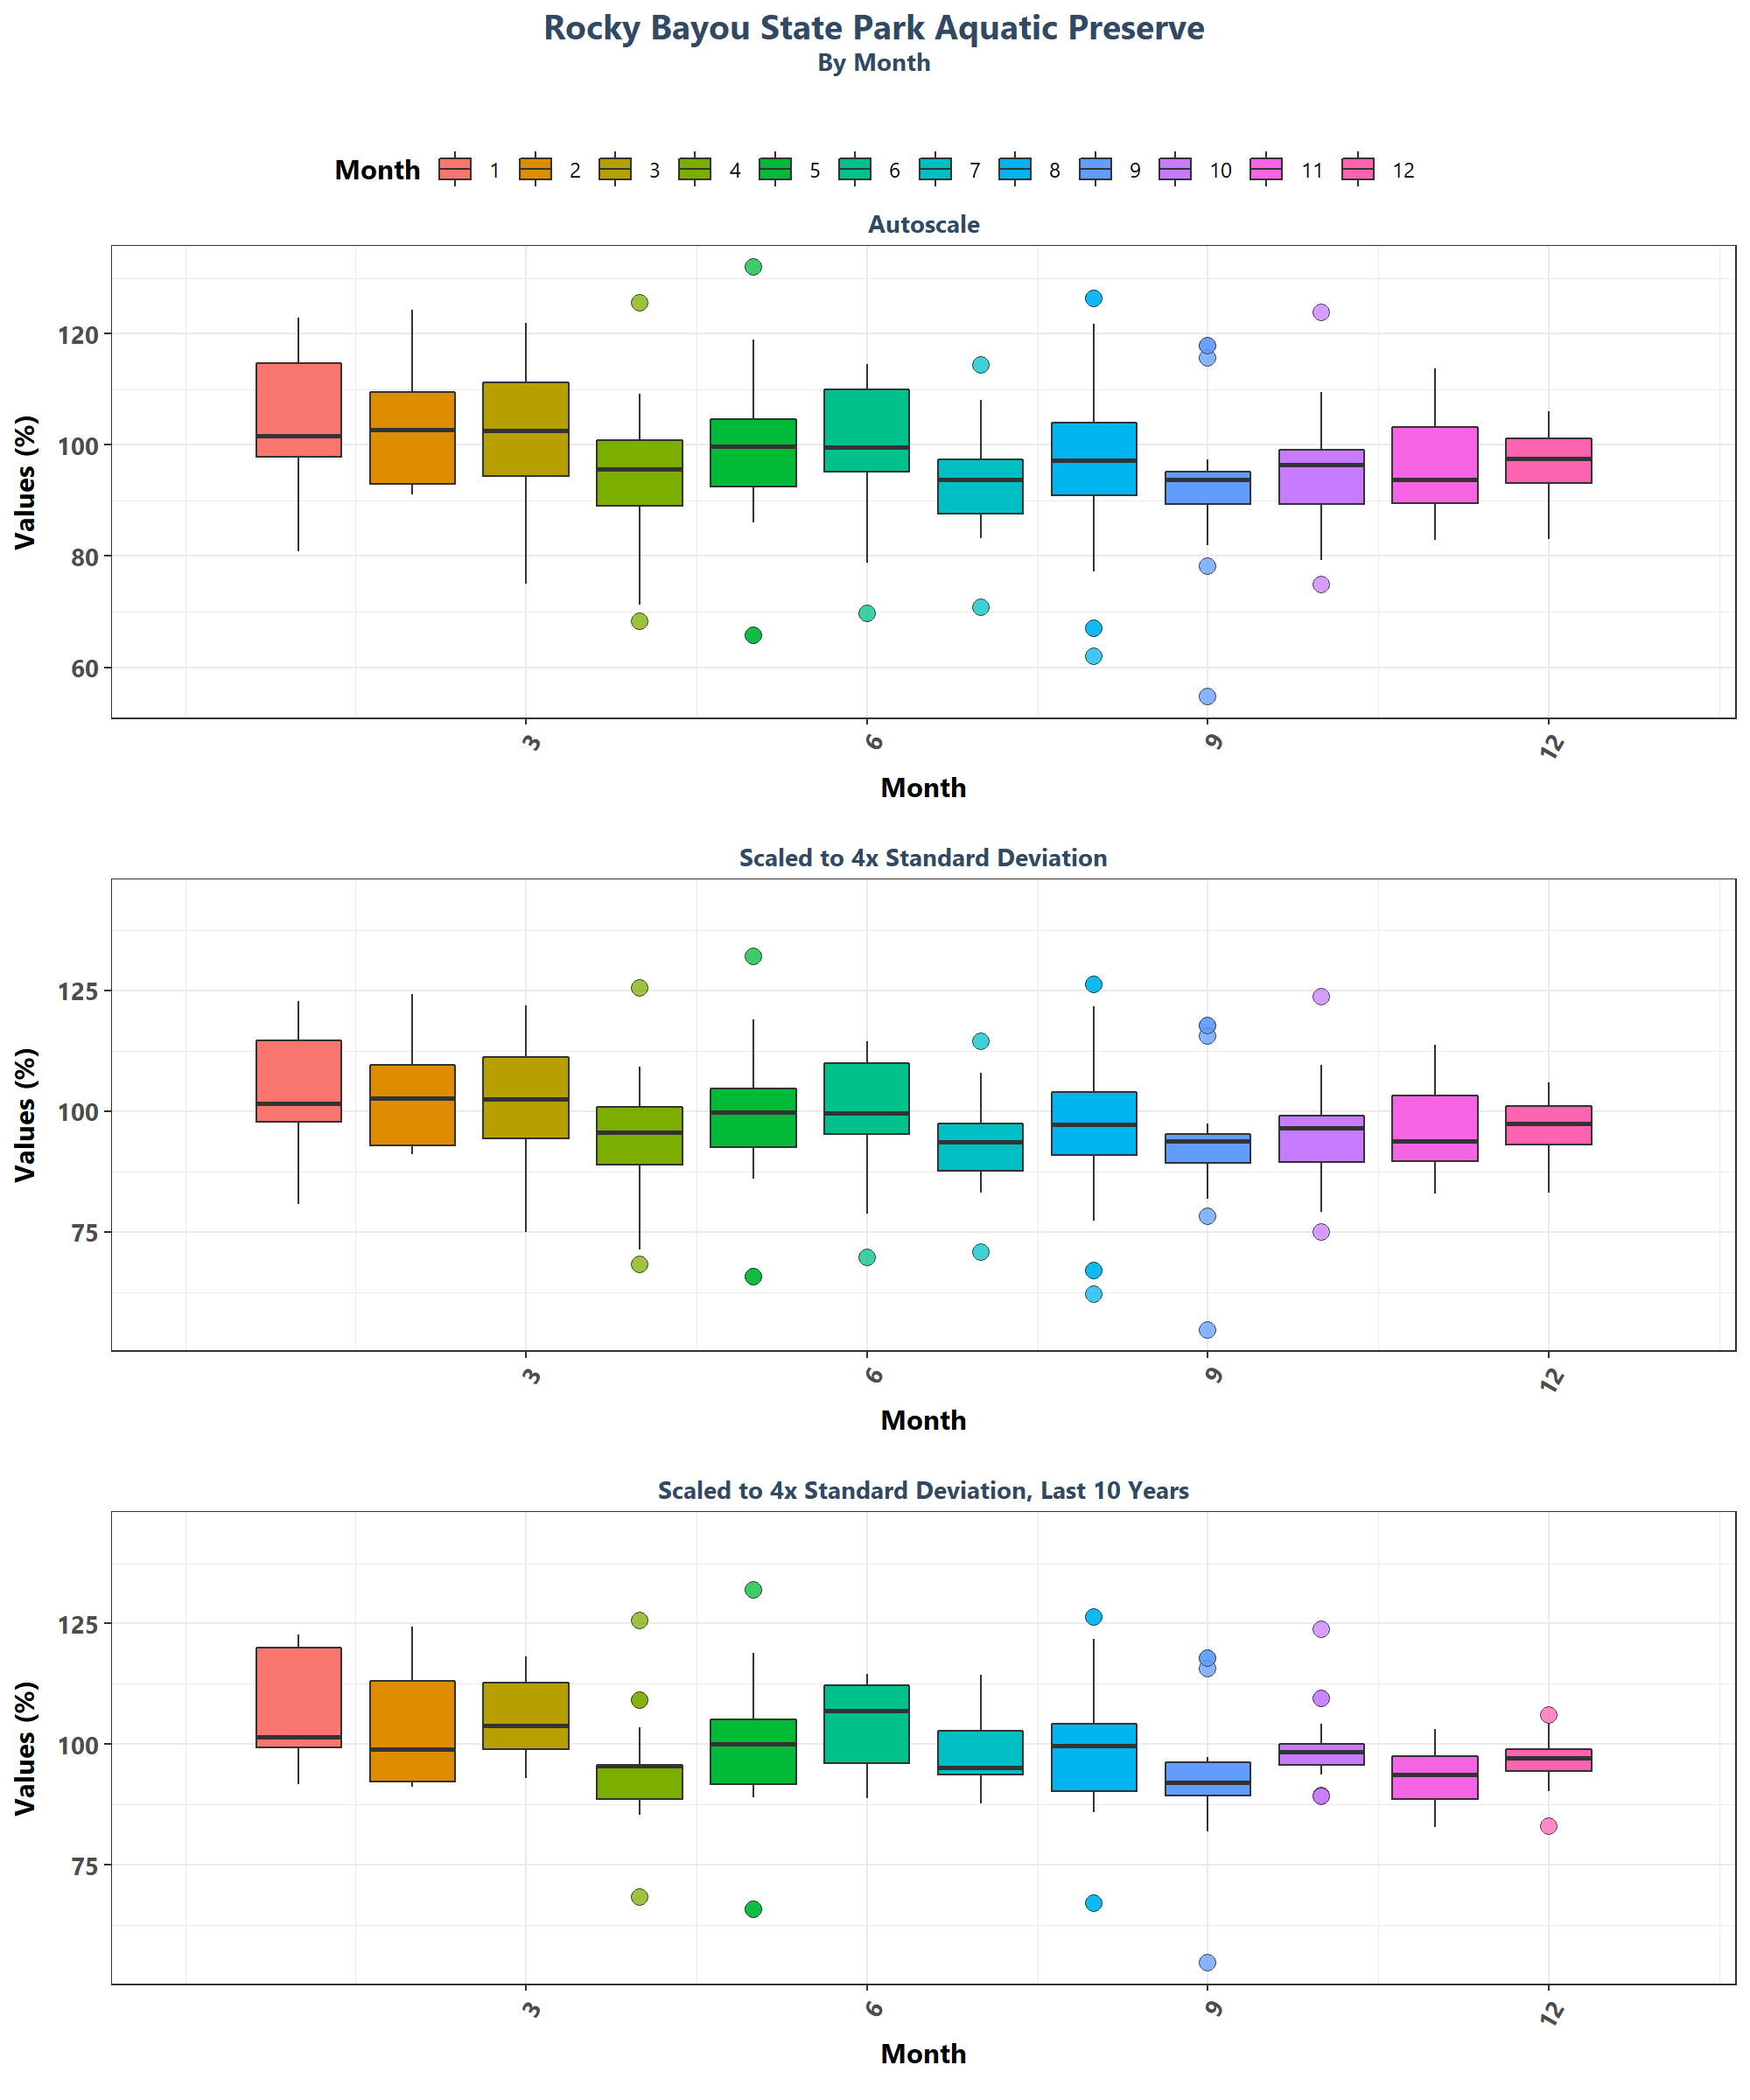 Rocky Bayou State Park Aquatic Preserve
By Month
Month 1 2 3 4 5 6 7 8 9 10 11 12
Autoscale
Values (%)
120
100
80
60
3 6 9 12
Month
Scaled to 4x Standard Deviation
Values (%)
125
100
75
3 6 9 12
Month
Scaled to 4x Standard Deviation, Last 10 Years
Values (%)
125
100
75
3 6 9 12
Month